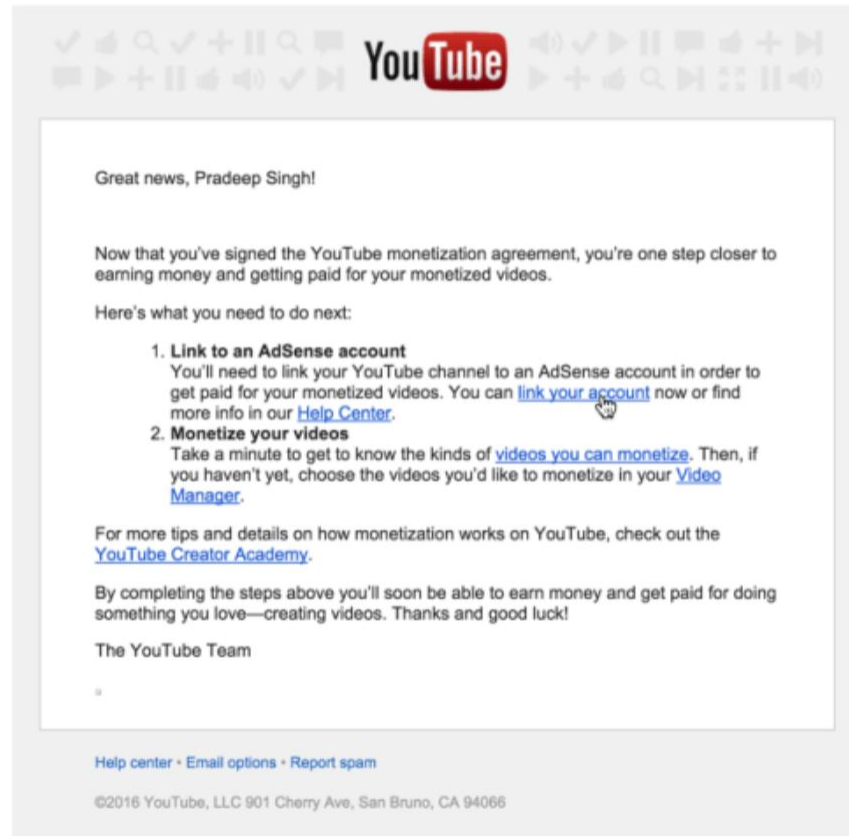 YouTube
Great news, Pradeep Singh!
Now that you've signed the YouTube monetization agreement, you're one step closer to
earning money and getting paid for your monetized videos.
Here's what you need to do next:
1. Link to an AdSense account
You'll need to link your YouTube channel to an AdSense account in order to
get paid for your monetized videos. You can link your account now or find
more info in our Help Center.
2. Monetize your videos
Take a minute to get to know the kinds of videos you can monetize. Then, if
you haven't yet, choose the videos you'd like to monetize in your Video
Manager.
For more tips and details on how monetization works on YouTube, check out the
YouTube Creator Academy.
By completing the steps above you'll soon be able to earn money and get paid for doing
something you love—creating videos. Thanks and good luck!
The YouTube Team
Help center • Email options • Report spam
©2016 YouTube, LLC 901 Cherry Ave, San Bruno, CA 94066